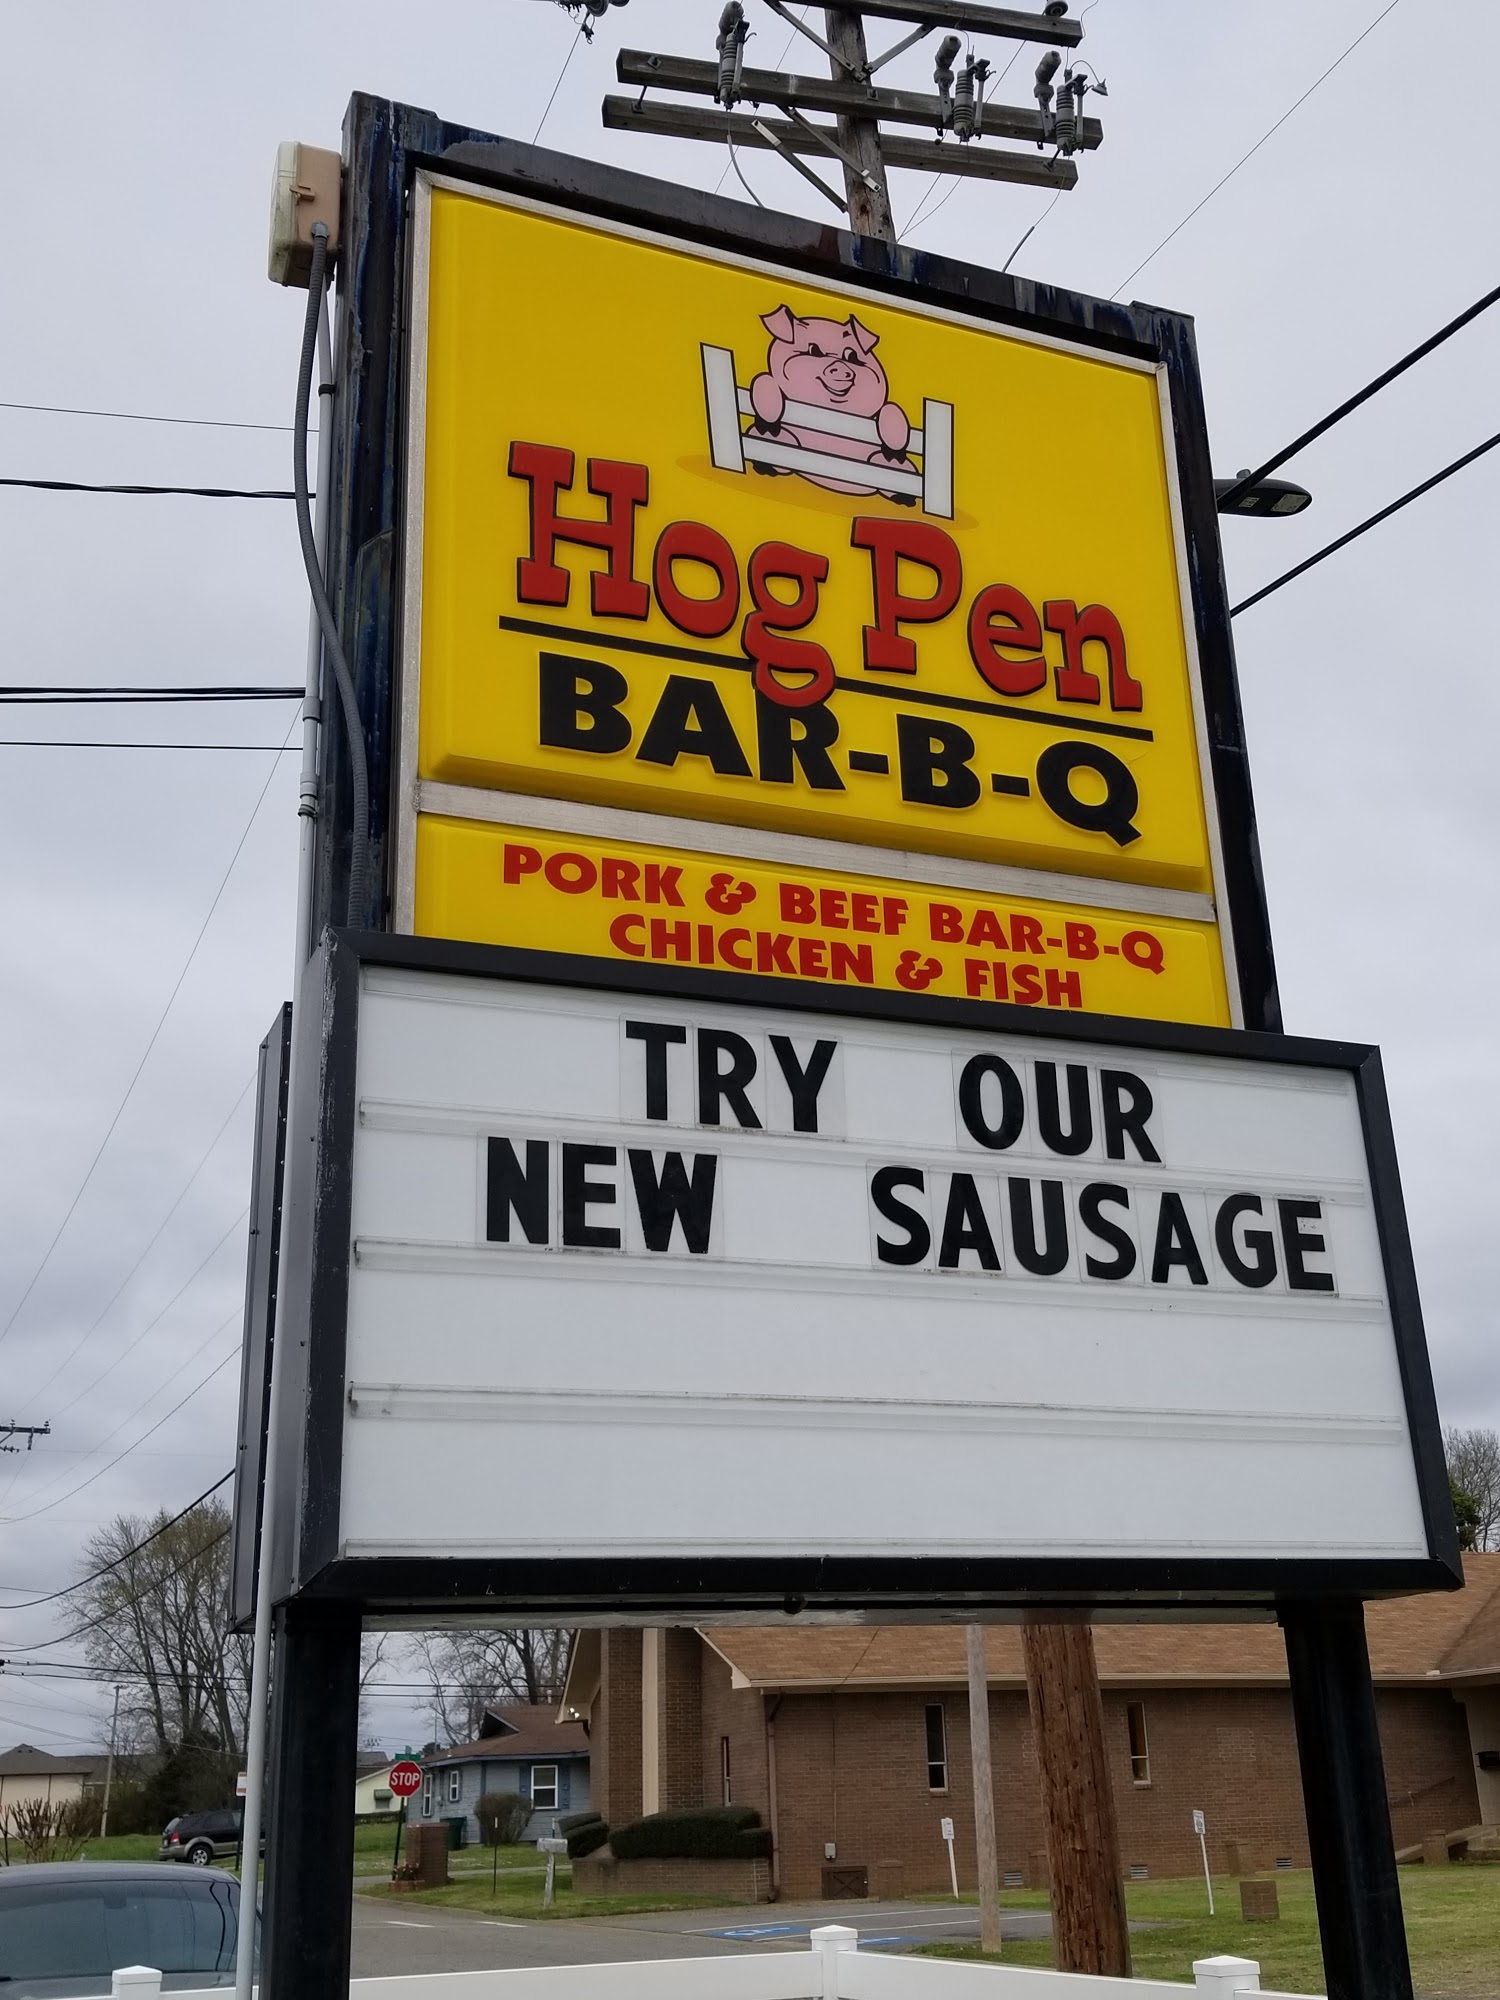 Hog Pen
BAR-B-Q
PORK & BEEF BAR-B-Q
CHICKEN & FISH
TRY OUR
NEW SAUSAGE
STOP